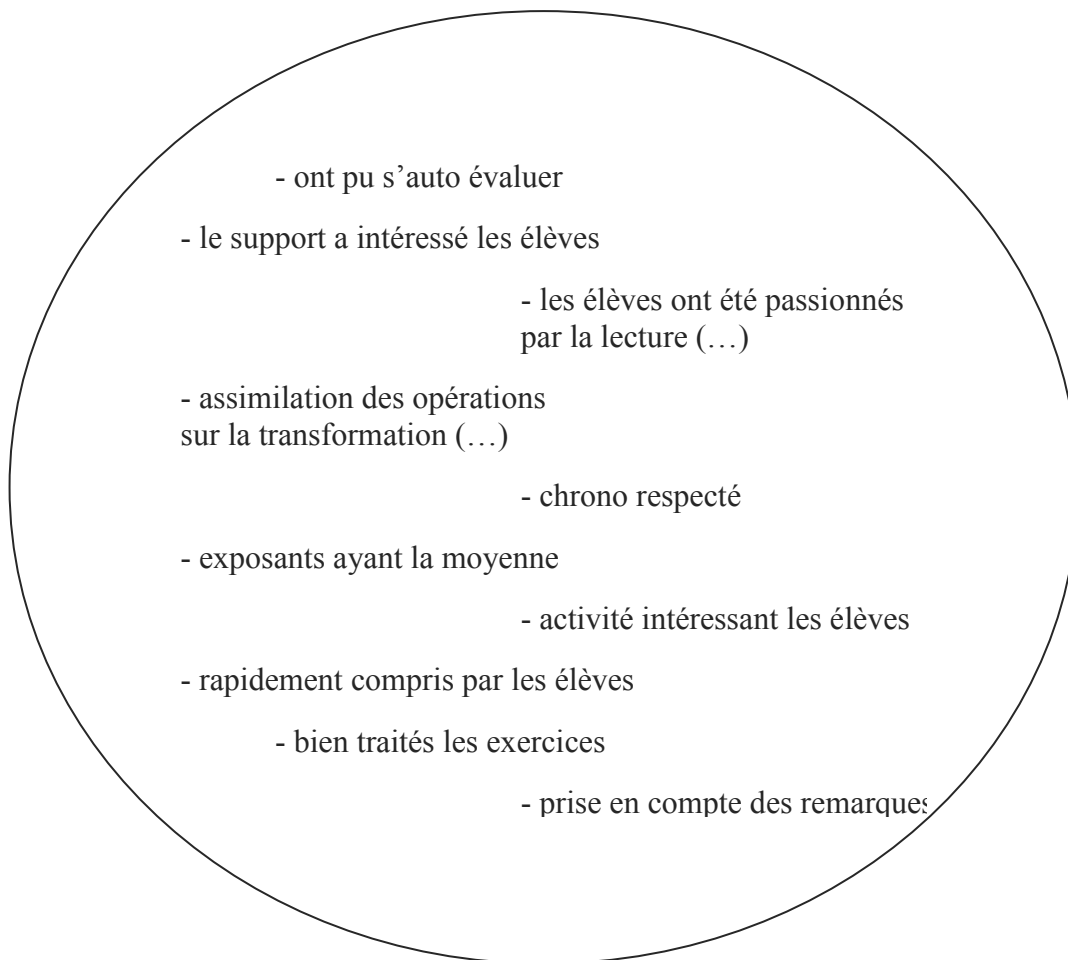 - ont pu s’auto évaluer
- le support a intéressé les élèves
- les élèves ont été passionnés
par la lecture (…)
- assimilation des opérations
sur la transformation (…)
- chrono respecté
- exposants ayant la moyenne
- activité intéressant les élèves
- rapidement compris par les élèves
- bien traités les exercices
- prise en compte des remarques